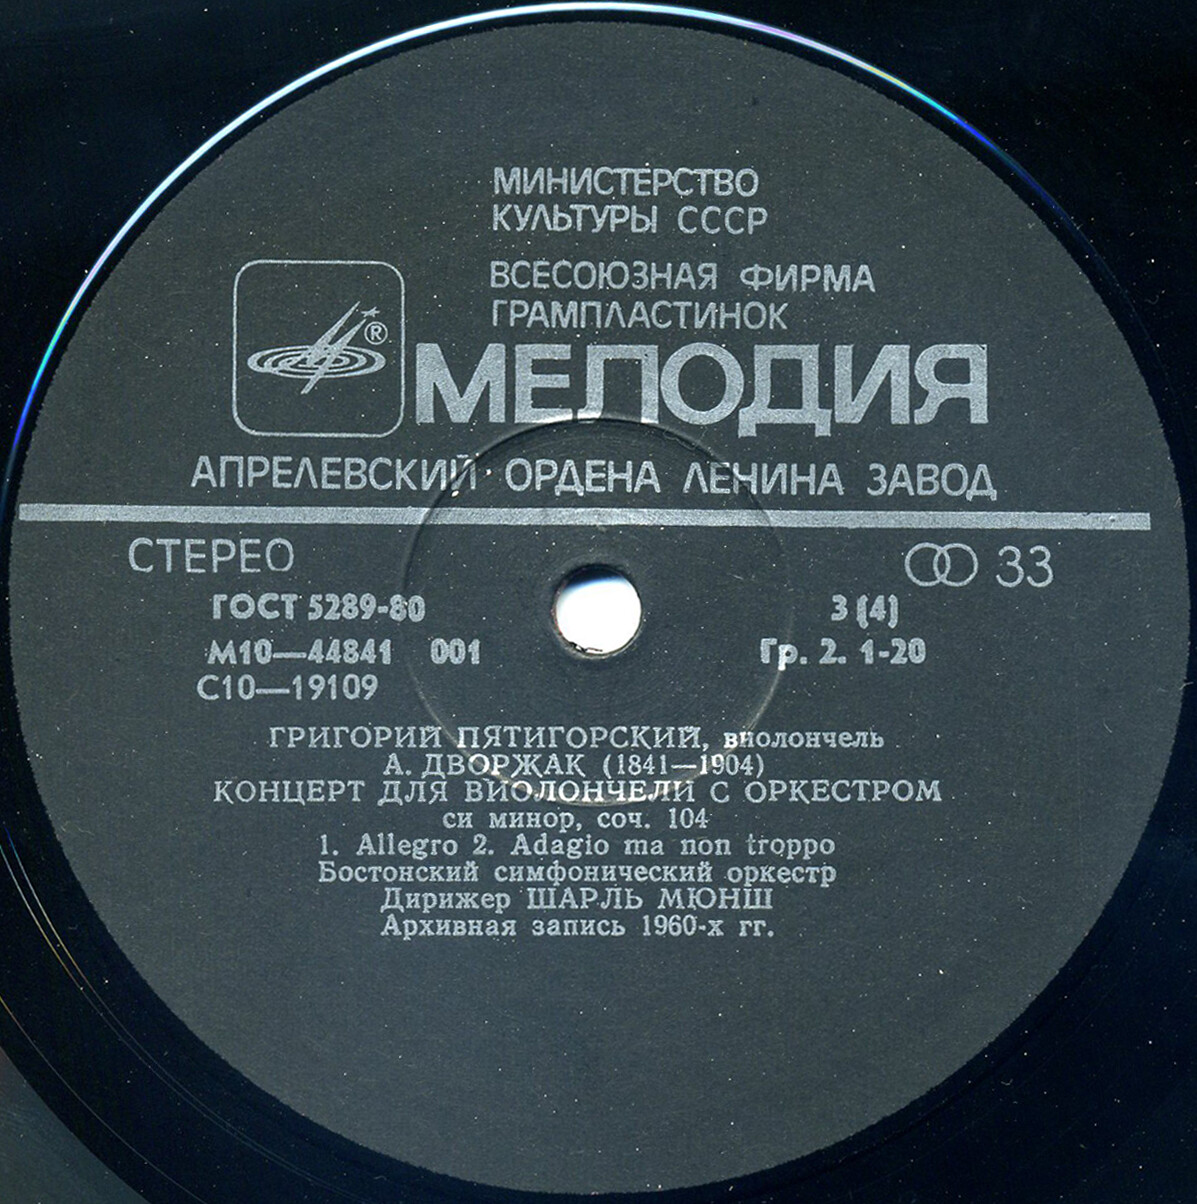 МИНИСТЕРСТВО
КУЛЬТУРЫ СССР
ВСЕСОЮЗНАЯ ФИРМА
ГРАМПЛАСТИНОК
®
МЕЛОДИЯ
АПРЕЛЕВСКИЙ ОРДЕНА ЛЕНИНА ЗАВОД
СТЕРЕО
33
ГОСТ 5289-80
3 (4)
М10—44841 001
Гр. 2. 1-20
С10—19109
ГРИГОРИЙ ПЯТИГОРСКИЙ, виолончель
А. ДВОРЖАК (1841—1904)
КОНЦЕРТ ДЛЯ ВИОЛОНЧЕЛИ С ОРКЕСТРОМ
си минор, соч. 104
1. Allegro 2. Adagio ma non troppo
Бостонский симфонический оркестр
Дирижер ШАРЛЬ МЮНШ
Архивная запись 1960-х гг.